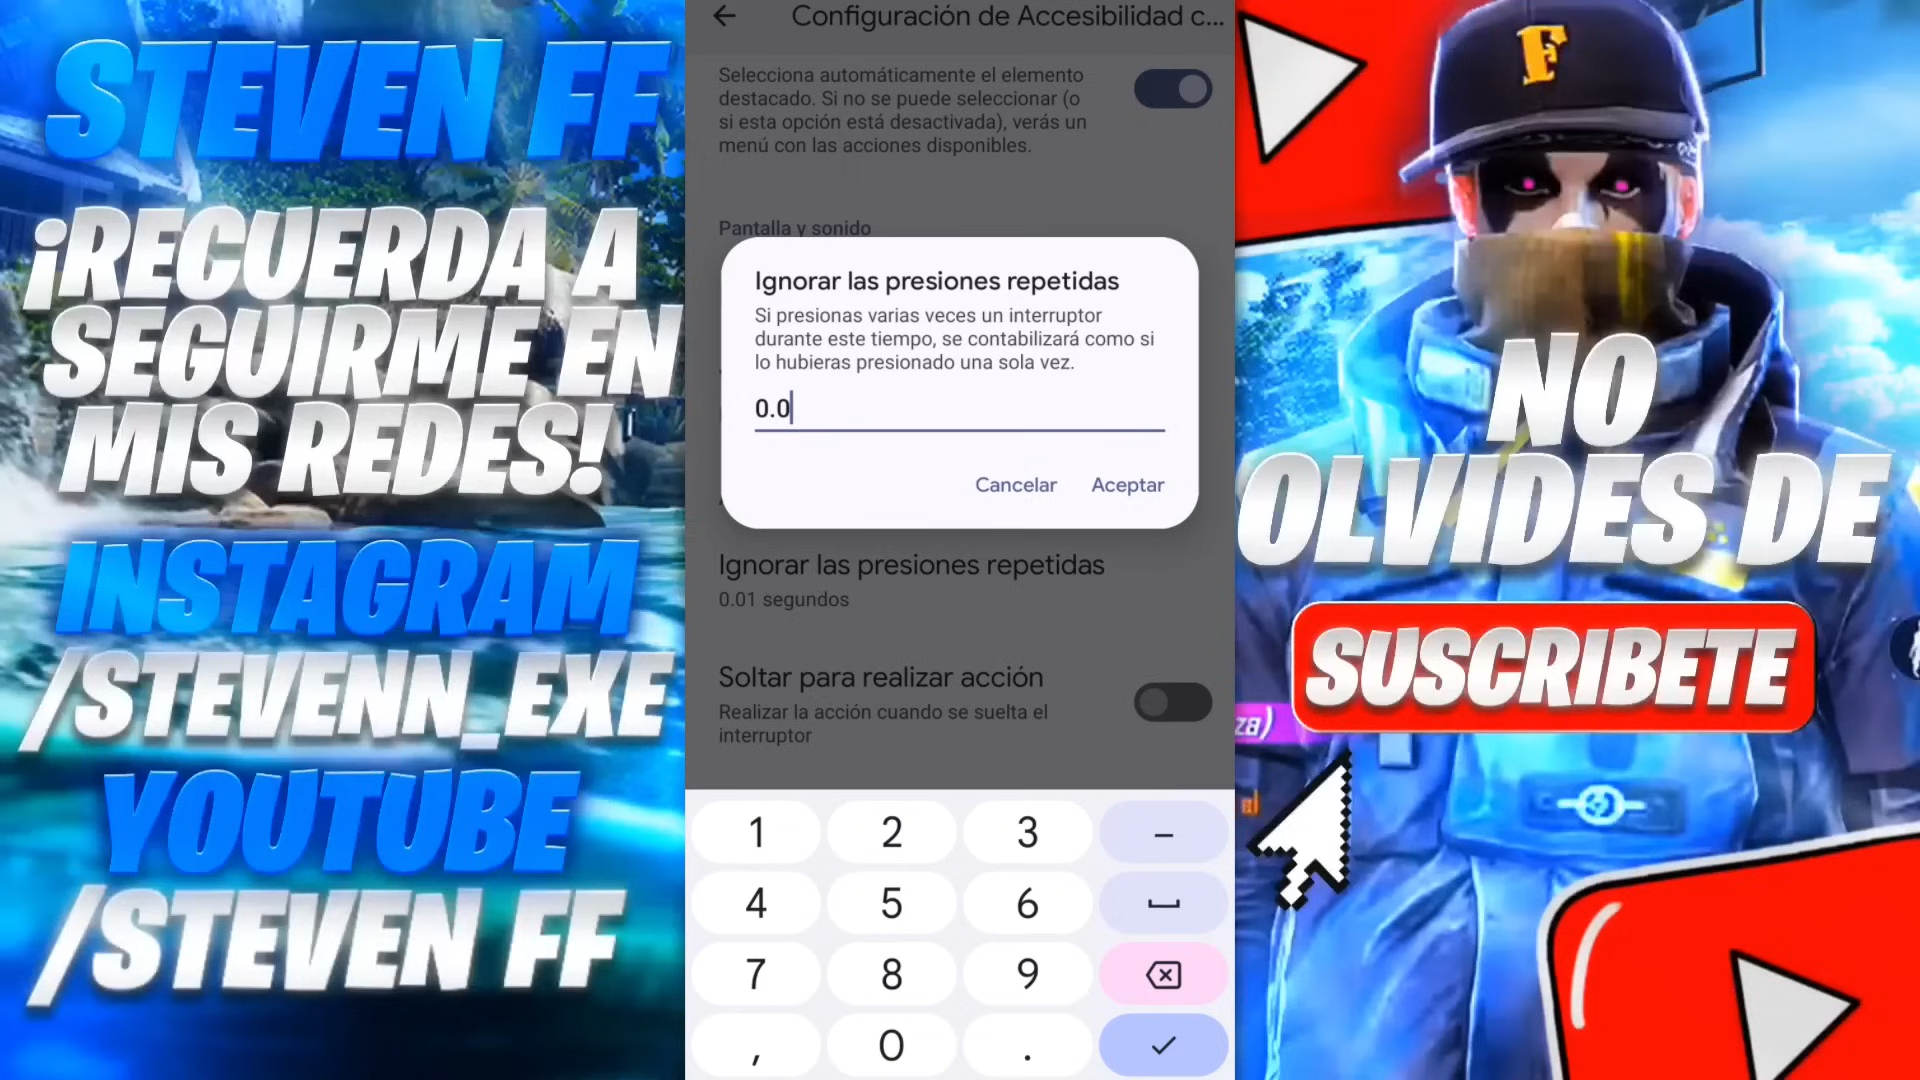 STEVEN FF
¡RECUERDA A
SEGUIRME EN
MIS REDES!
INSTAGRAM
/STEVENN_EXE
YOUTUBE
/STEVEN FF
Configuración de Accesibilidad c...
Selecciona automáticamente el elemento
destacado. Si no se puede seleccionar (o
si esta opción está desactivada), verás un
menú con las acciones disponibles.
Pantalla y sonido
Ignorar las presiones repetidas
Si presionas varias veces un interruptor
durante este tiempo, se contabilizará como si
lo hubieras presionado una sola vez.
0.0
Cancelar Aceptar
Ignorar las presiones repetidas
0.01 segundos
Soltar para realizar acción
Realizar la acción cuando se suelta el
interruptor
1 2 3 –
4 5 6
7 8 9
, 0 .
F
NO
OLVIDES DE
SUSCRIBETE
za)